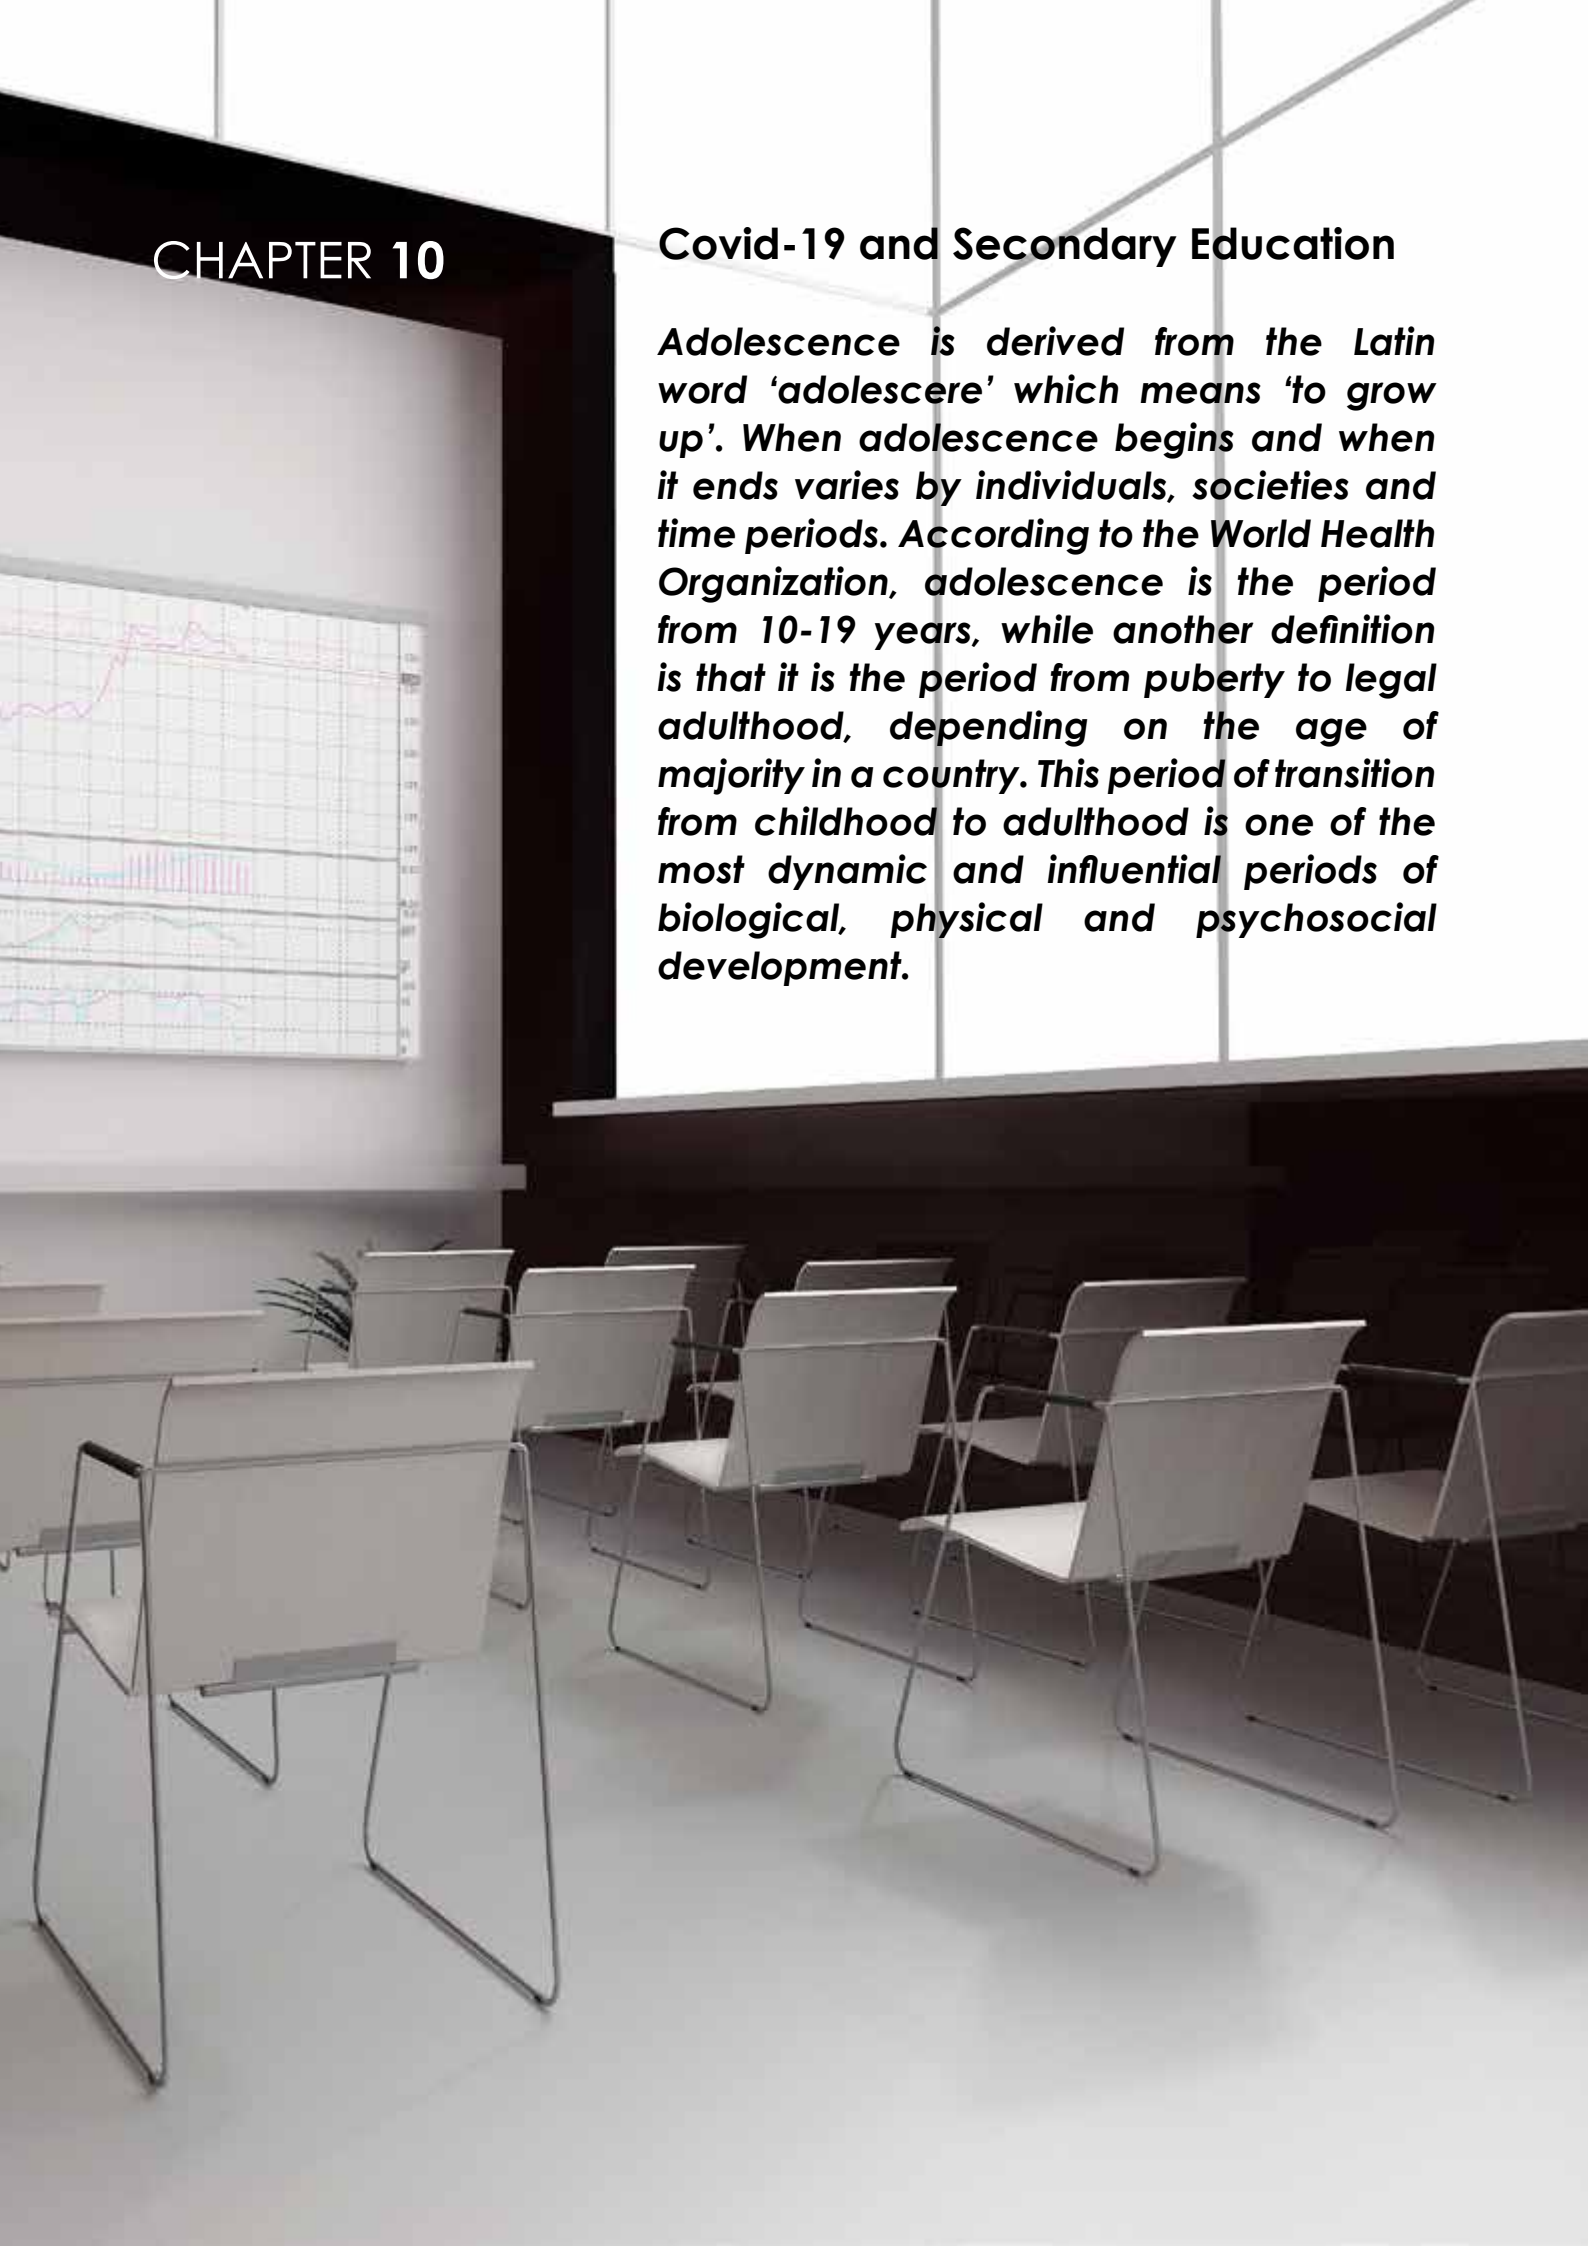 CHAPTER 10
Covid-19 and Secondary Education
Adolescence is derived from the Latin
word ‘adolescere’ which means ‘to grow
up’. When adolescence begins and when
it ends varies by individuals, societies and
time periods. According to the World Health
Organization, adolescence is the period
from 10-19 years, while another definition
is that it is the period from puberty to legal
adulthood, depending on the age of
majority in a country. This period of transition
from childhood to adulthood is one of the
most dynamic and influential periods of
biological, physical and psychosocial
development.